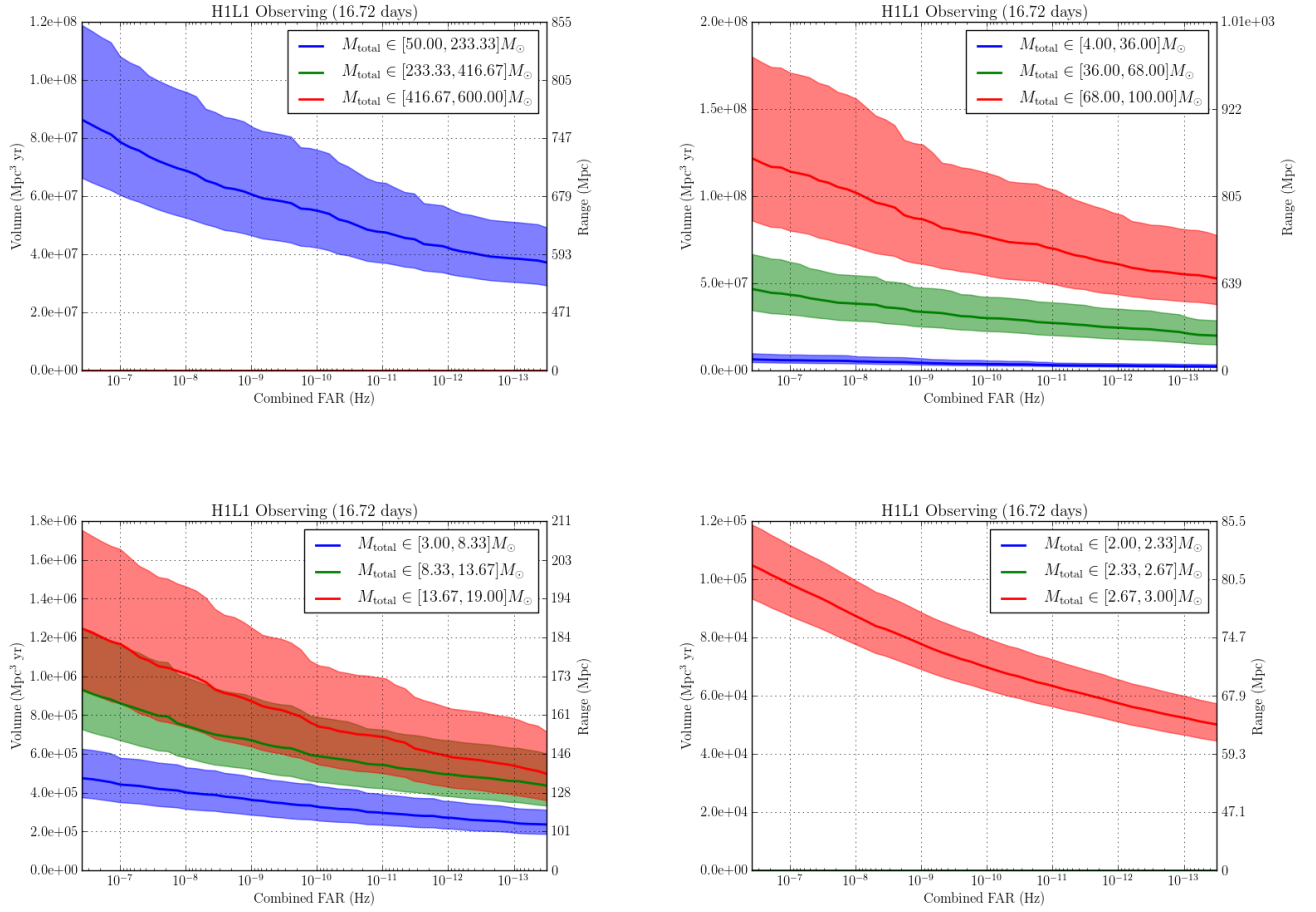 H1L1 Observing (16.72 days)
1.2e+08
1.0e+08
8.0e+07
6.0e+07
4.0e+07
2.0e+07
0.0e+00
Volume (Mpc³ yr)
855
805
747
679
593
471
0
Range (Mpc)
M_total ∈ [50.00, 233.33]M⊙
M_total ∈ [233.33, 416.67]M⊙
M_total ∈ [416.67, 600.00]M⊙
10⁻⁷ 10⁻⁸ 10⁻⁹ 10⁻¹⁰ 10⁻¹¹ 10⁻¹² 10⁻¹³
Combined FAR (Hz)
H1L1 Observing (16.72 days)
2.0e+08
1.5e+08
1.0e+08
5.0e+07
0.0e+00
Volume (Mpc³ yr)
1.01e+03
922
805
639
0
Range (Mpc)
M_total ∈ [4.00, 36.00]M⊙
M_total ∈ [36.00, 68.00]M⊙
M_total ∈ [68.00, 100.00]M⊙
10⁻⁷ 10⁻⁸ 10⁻⁹ 10⁻¹⁰ 10⁻¹¹ 10⁻¹² 10⁻¹³
Combined FAR (Hz)
H1L1 Observing (16.72 days)
1.8e+06
1.6e+06
1.4e+06
1.2e+06
1.0e+06
8.0e+05
6.0e+05
4.0e+05
2.0e+05
0.0e+00
Volume (Mpc³ yr)
211
203
194
184
173
161
146
128
101
0
Range (Mpc)
M_total ∈ [3.00, 8.33]M⊙
M_total ∈ [8.33, 13.67]M⊙
M_total ∈ [13.67, 19.00]M⊙
10⁻⁷ 10⁻⁸ 10⁻⁹ 10⁻¹⁰ 10⁻¹¹ 10⁻¹² 10⁻¹³
Combined FAR (Hz)
H1L1 Observing (16.72 days)
1.2e+05
1.0e+05
8.0e+04
6.0e+04
4.0e+04
2.0e+04
0.0e+00
Volume (Mpc³ yr)
85.5
80.5
74.7
67.9
59.3
47.1
0
Range (Mpc)
M_total ∈ [2.00, 2.33]M⊙
M_total ∈ [2.33, 2.67]M⊙
M_total ∈ [2.67, 3.00]M⊙
10⁻⁷ 10⁻⁸ 10⁻⁹ 10⁻¹⁰ 10⁻¹¹ 10⁻¹² 10⁻¹³
Combined FAR (Hz)